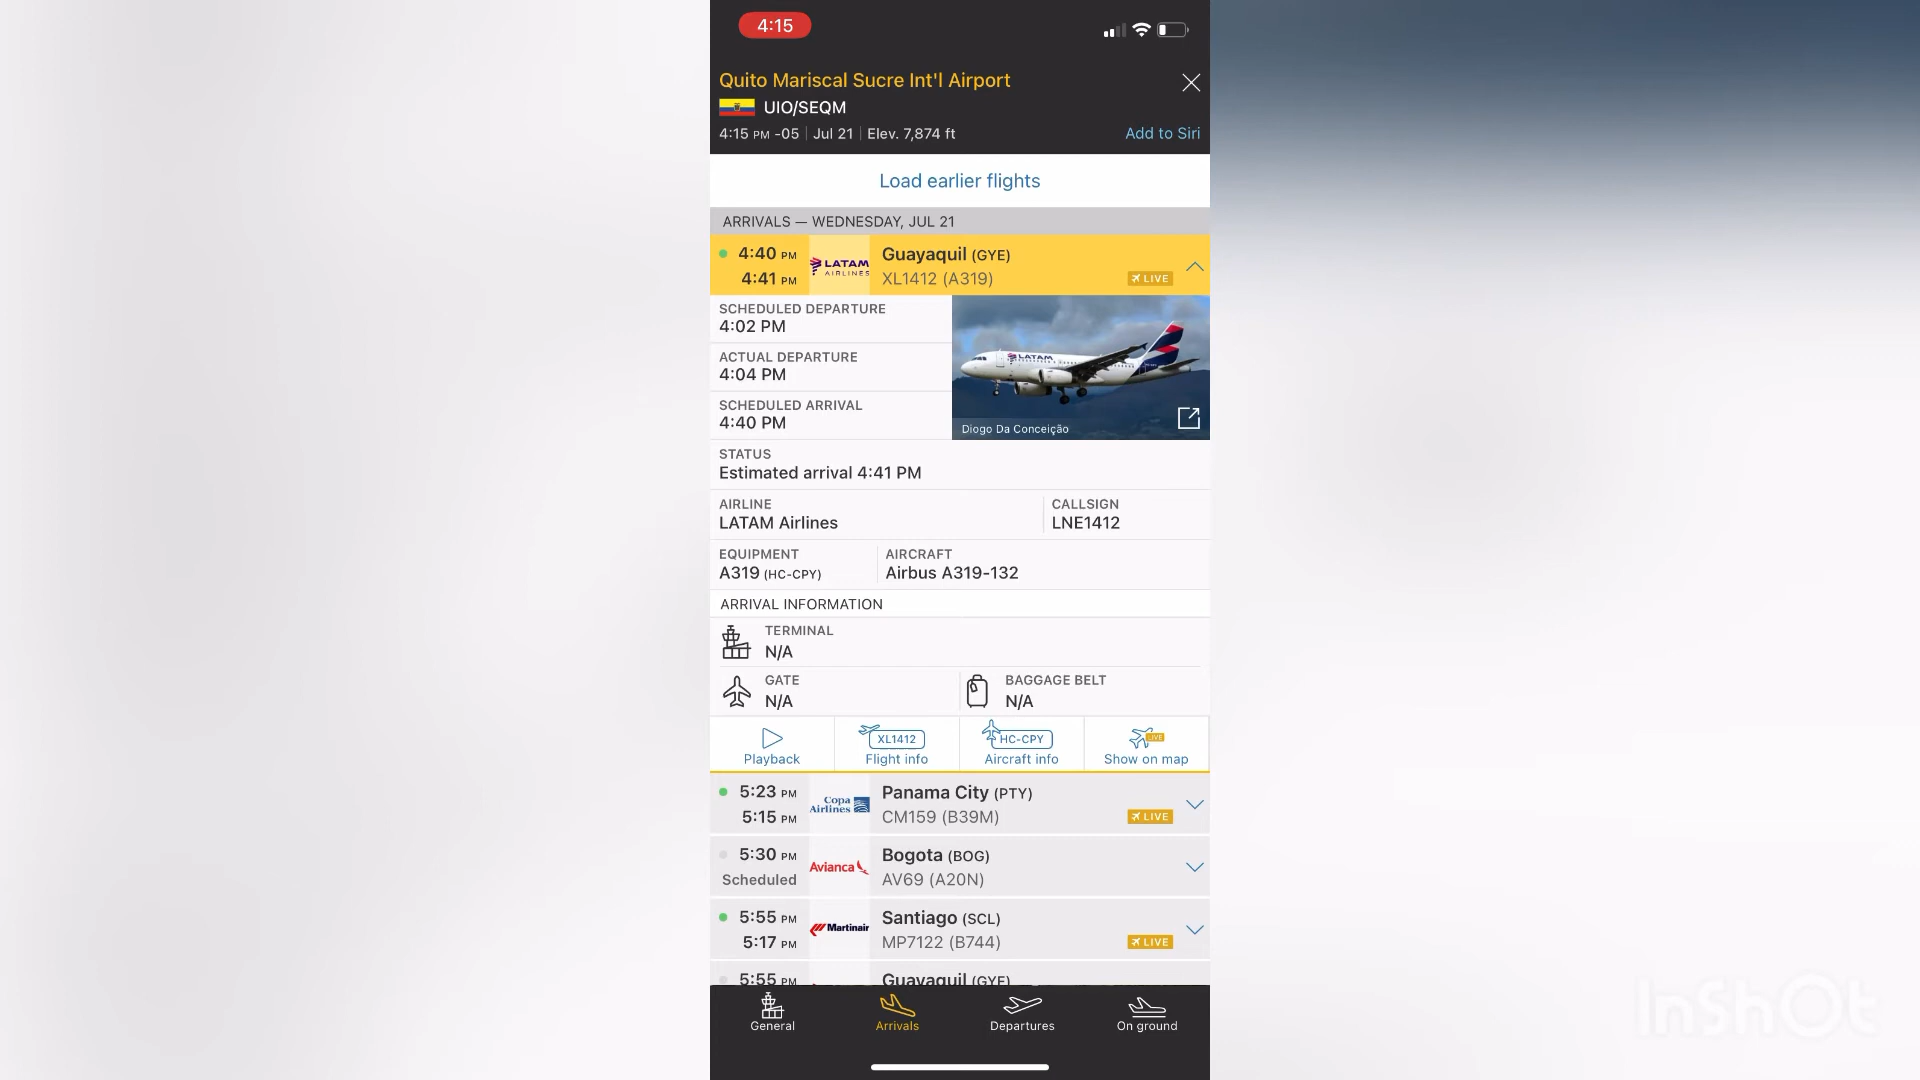 4:15
Quito Mariscal Sucre Int'l Airport
UIO/SEQM
4:15 PM -05 | Jul 21 | Elev. 7,874 ft
Add to Siri
Load earlier flights
ARRIVALS — WEDNESDAY, JUL 21
4:40 PM
4:41 PM
LATAM
AIRLINES
Guayaquil (GYE)
XL1412 (A319)
LIVE
SCHEDULED DEPARTURE
4:02 PM
ACTUAL DEPARTURE
4:04 PM
SCHEDULED ARRIVAL
4:40 PM
LATAM
Diogo Da Conceição
STATUS
Estimated arrival 4:41 PM
AIRLINE
LATAM Airlines
CALLSIGN
LNE1412
EQUIPMENT
A319 (HC-CPY)
AIRCRAFT
Airbus A319-132
ARRIVAL INFORMATION
TERMINAL
N/A
GATE
N/A
BAGGAGE BELT
N/A
Playback
XL1412
Flight info
HC-CPY
Aircraft info
LIVE
Show on map
5:23 PM
5:15 PM
Copa
Airlines
Panama City (PTY)
CM159 (B39M)
LIVE
5:30 PM
Scheduled
Avianca
Bogota (BOG)
AV69 (A20N)
5:55 PM
5:17 PM
Martinair
Santiago (SCL)
MP7122 (B744)
LIVE
5:55 PM
Guayaquil (GYE)
General
Arrivals
Departures
On ground
InShOt